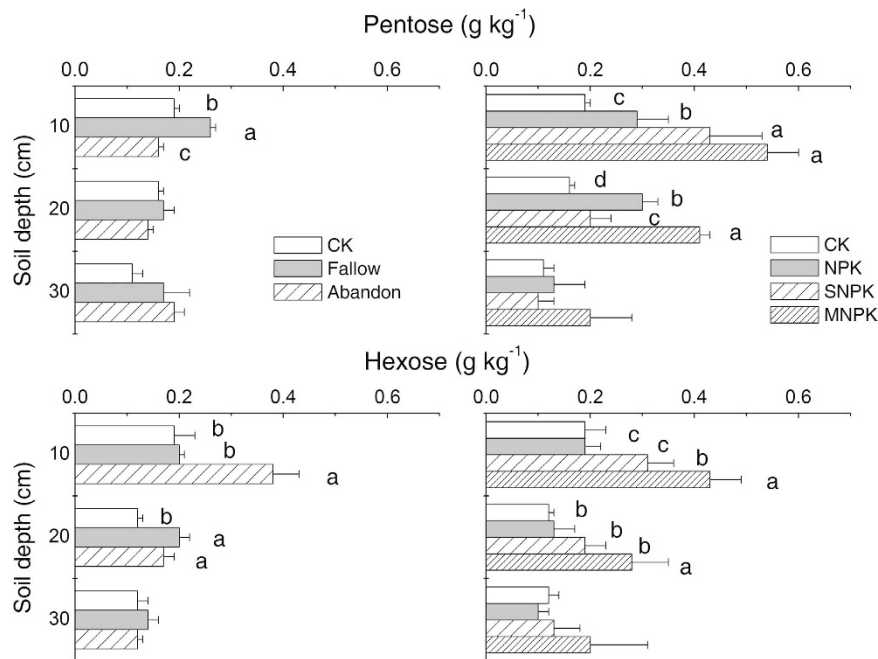 Pentose (g kg⁻¹)
0.0 0.2 0.4 0.6 0.0 0.2 0.4 0.6
Soil depth (cm)
10
20
30
b
a
c
CK
Fallow
Abandon
c
b
a
a
d
b
c
a
CK
NPK
SNPK
MNPK
Hexose (g kg⁻¹)
0.0 0.2 0.4 0.6 0.0 0.2 0.4 0.6
Soil depth (cm)
10
20
30
b
b
a
b
a
a
c
c
b
a
b
b
b
a